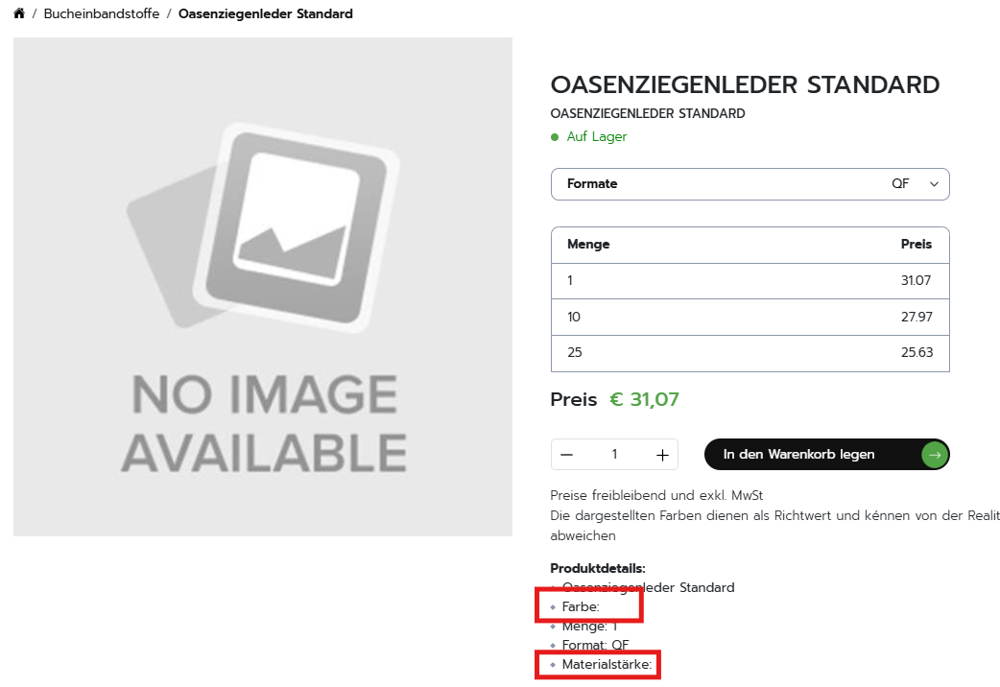 / Bucheinbandstoffe / Oasenziegenleder Standard
NO IMAGE
AVAILABLE
OASENZIEGENLEDER STANDARD
OASENZIEGENLEDER STANDARD
Auf Lager
Formate QF
Menge Preis
1 31.07
10 27.97
25 25.63
Preis € 31,07
− 1 + In den Warenkorb legen →
Preise freibleibend und exkl. MwSt
Die dargestellten Farben dienen als Richtwert und kénnen von der Realit
abweichen
Produktdetails:
Oasenziegenleder Standard
Farbe:
Menge: 1
Format: QF
Materialstärke: